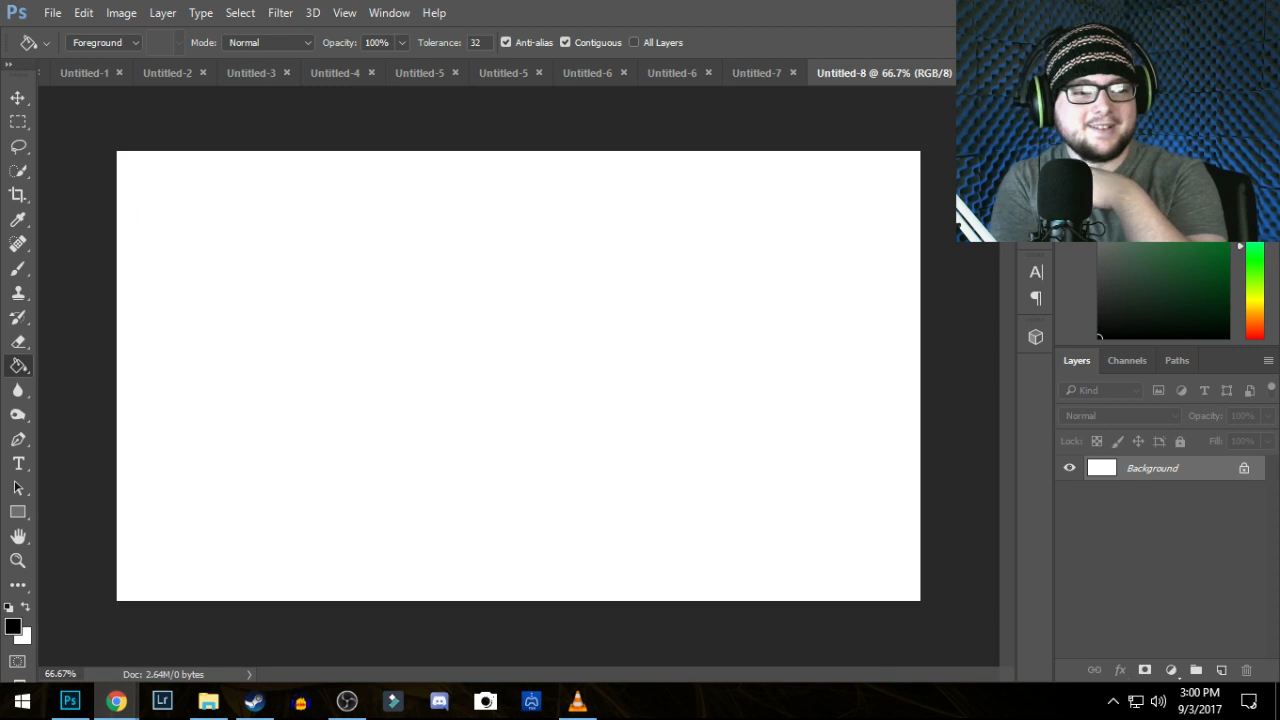 Ps File Edit Image Layer Type Select Filter 3D View Window Help
Foreground Mode: Normal Opacity: 100% Tolerance: 32 Anti-alias Contiguous All Layers
Untitled-1 Untitled-2 Untitled-3 Untitled-4 Untitled-5 Untitled-5 Untitled-6 Untitled-6 Untitled-7 Untitled-8 @ 66.7% (RGB/8)
A
¶
Layers Channels Paths
Kind T
Normal Opacity: 100%
Lock: Fill: 100%
T
Background
66.67% Doc: 2.64M/0 bytes
fx
Ps Lr
3:00 PM
9/3/2017